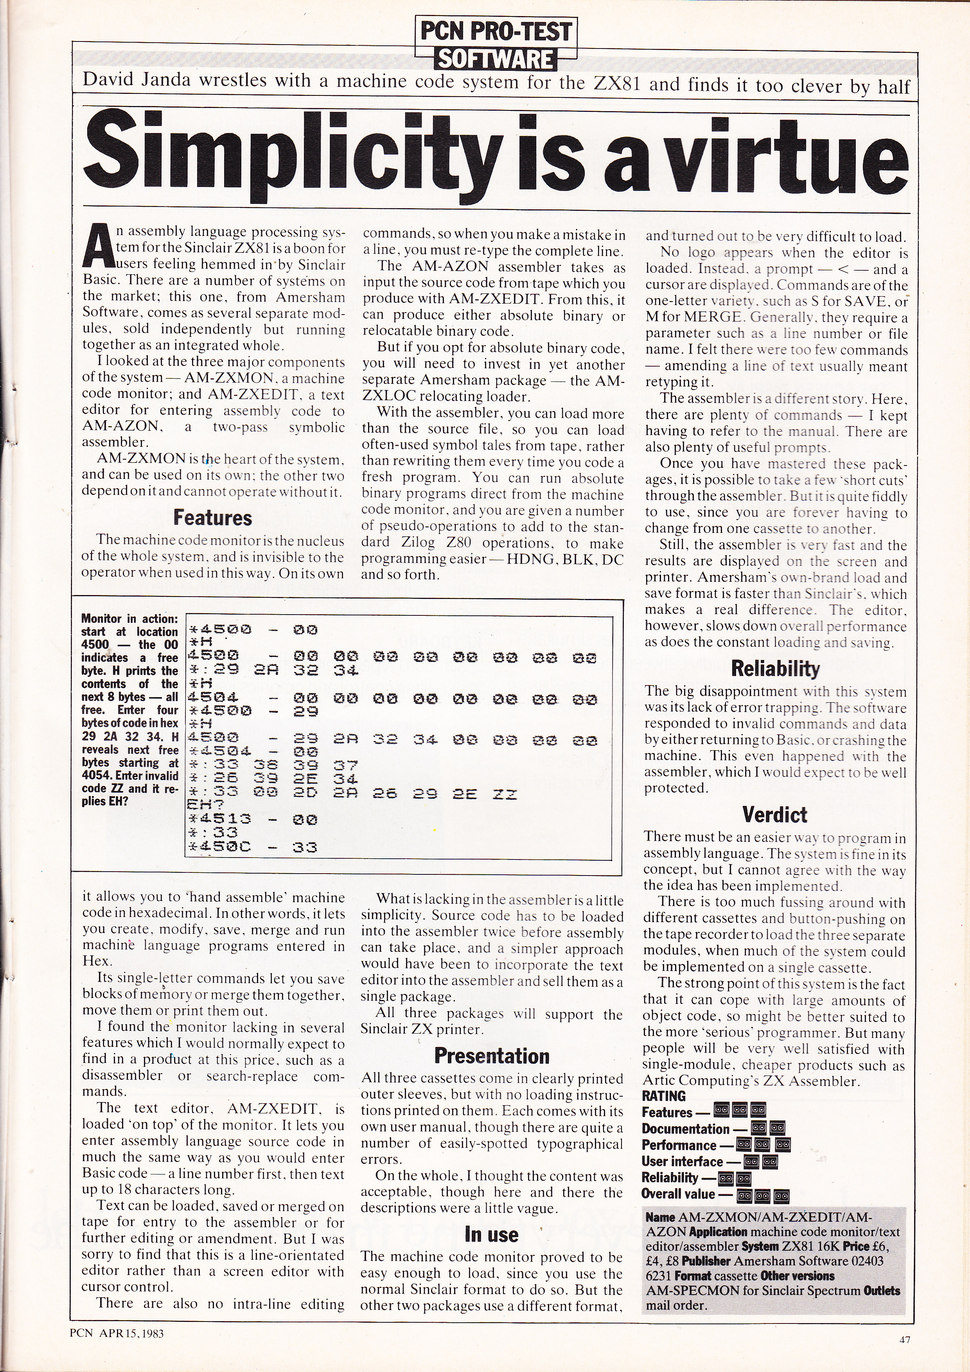 PCN PRO-TEST
SOFTWARE
David Janda wrestles with a machine code system for the ZX81 and finds it too clever by half
Simplicity is a virtue
An assembly language processing sys-
tem for the Sinclair ZX81 is a boon for
users feeling hemmed in by Sinclair
Basic. There are a number of systems on
the market; this one, from Amersham
Software, comes as several separate mod-
ules, sold independently but running
together as an integrated whole.
I looked at the three major components
of the system — AM-ZXMON, a machine
code monitor; and AM-ZXEDIT, a text
editor for entering assembly code to
AM-AZON, a two-pass symbolic
assembler.
AM-ZXMON is the heart of the system,
and can be used on its own; the other two
depend on it and cannot operate without it.
Features
The machine code monitor is the nucleus
of the whole system, and is invisible to the
operator when used in this way. On its own
Monitor in action:
start at location
4500 — the 00
indicates a free
byte. H prints the
contents of the
next 8 bytes — all
free. Enter four
bytes of code in hex
29 2A 32 34. H
reveals next free
bytes starting at
4054. Enter invalid
code ZZ and it re-
plies EH?
*4500 - 00
*H
4500 - 00 00 00 00 00 00 00 00
*:29 2A 32 34
*H
4504 - 00 00 00 00 00 00 00 00
*4500 - 29
*H
4500 - 29 2A 32 34 00 00 00 00
*4504 - 00
*:33 38 39 37
*:26 39 2E 34
*:33 00 2D 2A 26 29 2E ZZ
EH?
*4513 - 00
*:33
*450C - 33
it allows you to 'hand assemble' machine
code in hexadecimal. In other words, it lets
you create, modify, save, merge and run
machine language programs entered in
Hex.
Its single-letter commands let you save
blocks of memory or merge them together,
move them or print them out.
I found the monitor lacking in several
features which I would normally expect to
find in a product at this price, such as a
disassembler or search-replace com-
mands.
The text editor, AM-ZXEDIT, is
loaded 'on top' of the monitor. It lets you
enter assembly language source code in
much the same way as you would enter
Basic code — a line number first, then text
up to 18 characters long.
Text can be loaded, saved or merged on
tape for entry to the assembler or for
further editing or amendment. But I was
sorry to find that this is a line-orientated
editor rather than a screen editor with
cursor control.
There are also no intra-line editing
commands, so when you make a mistake in
a line, you must re-type the complete line.
The AM-AZON assembler takes as
input the source code from tape which you
produce with AM-ZXEDIT. From this, it
can produce either absolute binary or
relocatable binary code.
But if you opt for absolute binary code,
you will need to invest in yet another
separate Amersham package — the AM-
ZXLOC relocating loader.
With the assembler, you can load more
than the source file, so you can load
often-used symbol tales from tape, rather
than rewriting them every time you code a
fresh program. You can run absolute
binary programs direct from the machine
code monitor, and you are given a number
of pseudo-operations to add to the stan-
dard Zilog Z80 operations, to make
programming easier — HDNG, BLK, DC
and so forth.
What is lacking in the assembler is a little
simplicity. Source code has to be loaded
into the assembler twice before assembly
can take place, and a simpler approach
would have been to incorporate the text
editor into the assembler and sell them as a
single package.
All three packages will support the
Sinclair ZX printer.
Presentation
All three cassettes come in clearly printed
outer sleeves, but with no loading instruc-
tions printed on them. Each comes with its
own user manual, though there are quite a
number of easily-spotted typographical
errors.
On the whole, I thought the content was
acceptable, though here and there the
descriptions were a little vague.
In use
The machine code monitor proved to be
easy enough to load, since you use the
normal Sinclair format to do so. But the
other two packages use a different format,
and turned out to be very difficult to load.
No logo appears when the editor is
loaded. Instead, a prompt — < — and a
cursor are displayed. Commands are of the
one-letter variety, such as S for SAVE, or
M for MERGE. Generally, they require a
parameter such as a line number or file
name. I felt there were too few commands
— amending a line of text usually meant
retyping it.
The assembler is a different story. Here,
there are plenty of commands — I kept
having to refer to the manual. There are
also plenty of useful prompts.
Once you have mastered these pack-
ages, it is possible to take a few 'short cuts'
through the assembler. But it is quite fiddly
to use, since you are forever having to
change from one cassette to another.
Still, the assembler is very fast and the
results are displayed on the screen and
printer. Amersham's own-brand load and
save format is faster than Sinclair's, which
makes a real difference. The editor,
however, slows down overall performance
as does the constant loading and saving.
Reliability
The big disappointment with this system
was its lack of error trapping. The software
responded to invalid commands and data
by either returning to Basic, or crashing the
machine. This even happened with the
assembler, which I would expect to be well
protected.
Verdict
There must be an easier way to program in
assembly language. The system is fine in its
concept, but I cannot agree with the way
the idea has been implemented.
There is too much fussing around with
different cassettes and button-pushing on
the tape recorder to load the three separate
modules, when much of the system could
be implemented on a single cassette.
The strong point of this system is the fact
that it can cope with large amounts of
object code, so might be better suited to
the more 'serious' programmer. But many
people will be very well satisfied with
single-module, cheaper products such as
Artic Computing's ZX Assembler.
RATING
Features —
Documentation —
Performance —
User interface —
Reliability —
Overall value —
Name AM-ZXMON/AM-ZXEDIT/AM-
AZON Application machine code monitor/text
editor/assembler System ZX81 16K Price £6,
£4, £8 Publisher Amersham Software 02403
6231 Format cassette Other versions
AM-SPECMON for Sinclair Spectrum Outlets
mail order.
PCN APR 15, 1983
47